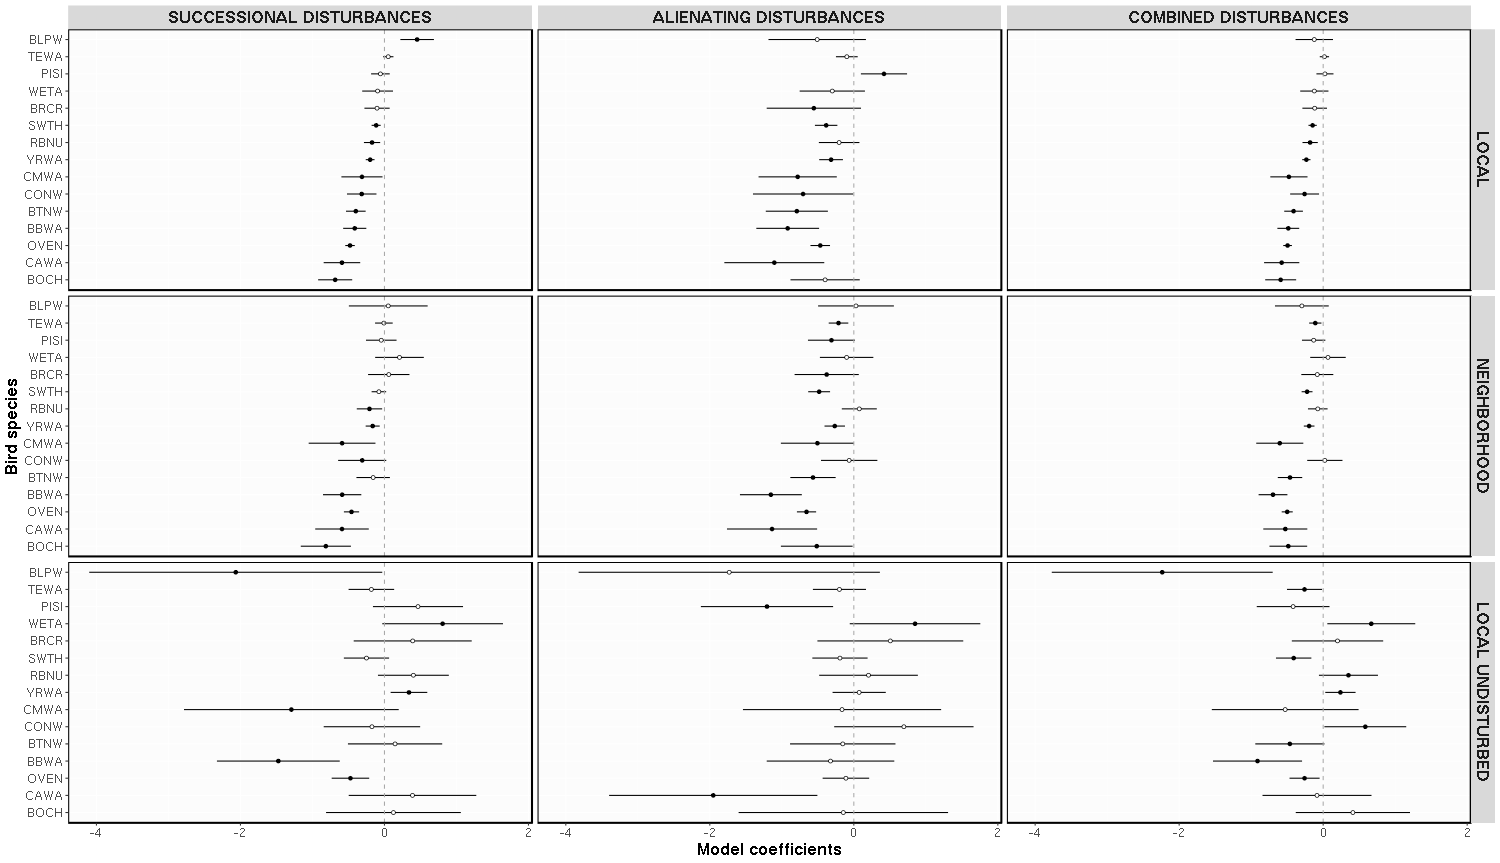 SUCCESSIONAL DISTURBANCES ALIENATING DISTURBANCES COMBINED DISTURBANCES
BLPW
TEWA
PISI
WETA
BRCR
SWTH
RBNU
YRWA
CMWA
CONW
BTNW
BBWA
OVEN
CAWA
BOCH
LOCAL
BLPW
TEWA
PISI
WETA
BRCR
SWTH
RBNU
YRWA
CMWA
CONW
BTNW
BBWA
OVEN
CAWA
BOCH
NEIGHBORHOOD
Bird species
BLPW
TEWA
PISI
WETA
BRCR
SWTH
RBNU
YRWA
CMWA
CONW
BTNW
BBWA
OVEN
CAWA
BOCH
LOCAL UNDISTURBED
-4 -2 0 2 -4 -2 0 2 -4 -2 0 2
Model coefficients